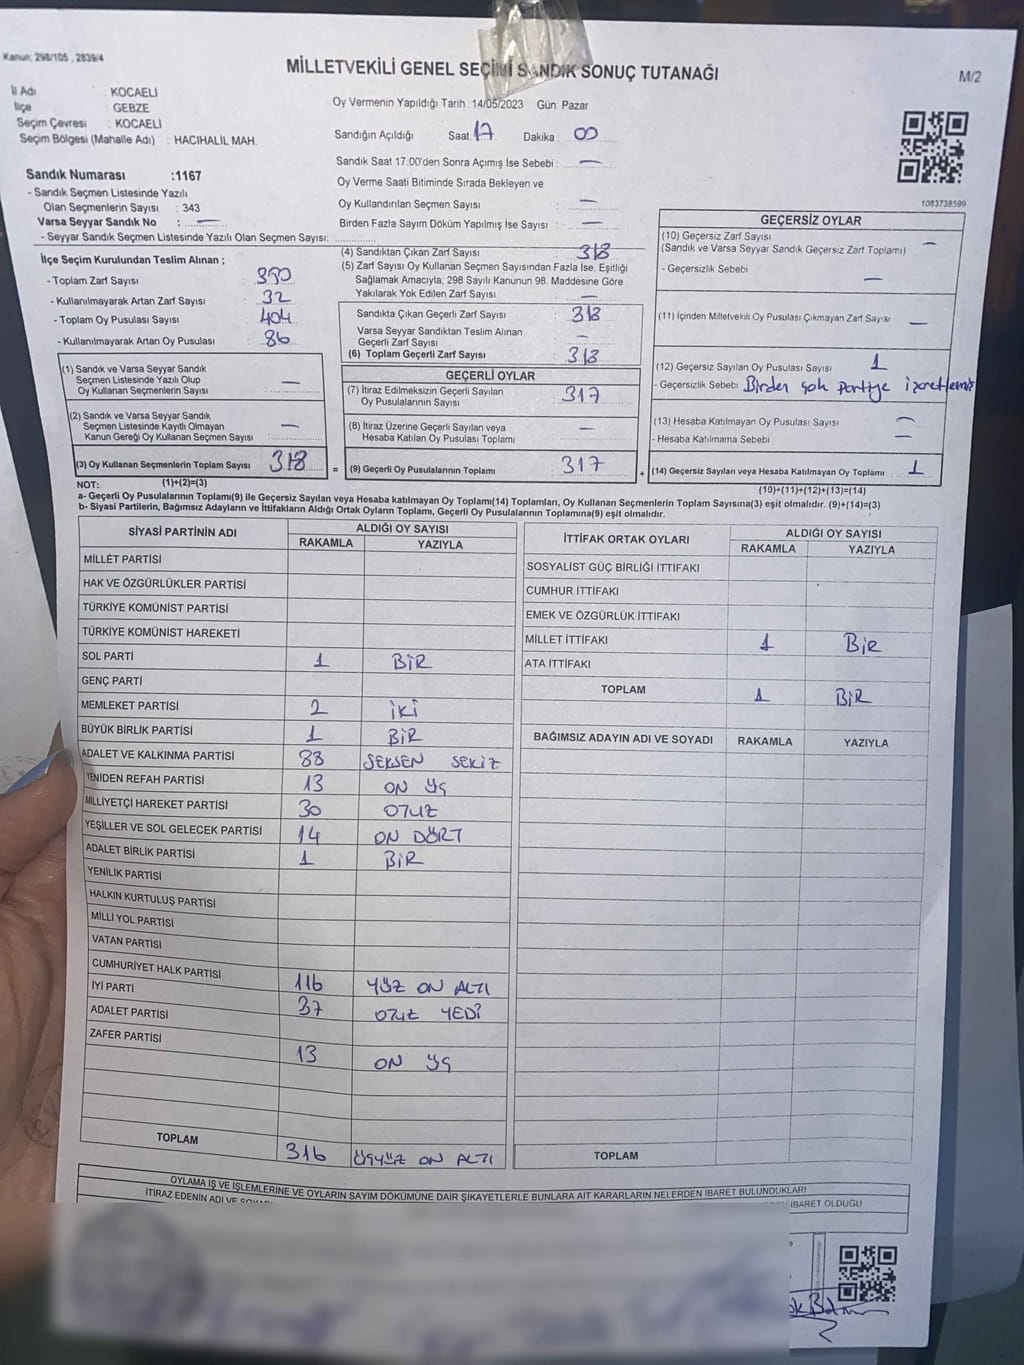 Kanun; 298/105 , 2839/4
MİLLETVEKİLİ GENEL SEÇİMİ SANDIK SONUÇ TUTANAĞI
M/2
İl Adı : KOCAELİ
İlçe : GEBZE
Seçim Çevresi : KOCAELİ
Seçim Bölgesi (Mahalle Adı) : HACIHALİL MAH.
Oy Vermenin Yapıldığı Tarih :14/05/2023 Gün: Pazar
Sandığın Açıldığı Saat: 17 Dakika : 00
Sandık Saat 17:00'den Sonra Açımış İse Sebebi : —
Oy Verme Saati Bitiminde Sırada Bekleyen ve
Oy Kullandırılan Seçmen Sayısı : —
Birden Fazla Sayım Döküm Yapılmış İse Sayısı : —
Sandık Numarası :1167
- Sandık Seçmen Listesinde Yazılı
Olan Seçmenlerin Sayısı : 343
Varsa Seyyar Sandık No : —
- Seyyar Sandık Seçmen Listesinde Yazılı Olan Seçmen Sayısı:
1083738599
İlçe Seçim Kurulundan Teslim Alınan ;
- Toplam Zarf Sayısı : 350
- Kullanılmayarak Artan Zarf Sayısı : 32
- Toplam Oy Pusulası Sayısı : 404
- Kullanılmayarak Artan Oy Pusulası : 86
(1) Sandık ve Varsa Seyyar Sandık
Seçmen Listesinde Yazılı Olup
Oy Kullanan Seçmenlerin Sayısı : —
(2) Sandık ve Varsa Seyyar Sandık
Seçmen Listesinde Kayıtlı Olmayan
Kanun Gereği Oy Kullanan Seçmen Sayısı : —
(3) Oy Kullanan Seçmenlerin Toplam Sayısı : 318
(1)+(2)=(3)
(4) Sandıktan Çıkan Zarf Sayısı : 318
(5) Zarf Sayısı Oy Kullanan Seçmen Sayısından Fazla İse. Eşitliği
Sağlamak Amacıyla; 298 Sayılı Kanunun 98. Maddesine Göre
Yakılarak Yok Edilen Zarf Sayısı : —
Sandıkta Çıkan Geçerli Zarf Sayısı : 318
Varsa Seyyar Sandıktan Teslim Alınan
Geçerli Zarf Sayısı : —
(6) Toplam Geçerli Zarf Sayısı : 318
GEÇERLİ OYLAR
(7) İtiraz Edilmeksizin Geçerli Sayılan
Oy Pusulalarının Sayısı : 317
(8) İtiraz Üzerine Geçerli Sayılan veya
Hesaba Katılan Oy Pusulası Toplamı : —
= (9) Geçerli Oy Pusulalarının Toplamı : 317
GEÇERSİZ OYLAR
(10) Geçersiz Zarf Sayısı : —
(Sandık ve Varsa Seyyar Sandık Geçersiz Zarf Toplamı)
- Geçersizlik Sebebi : —
(11) İçinden Milletvekili Oy Pusulası Çıkmayan Zarf Sayısı : —
(12) Geçersiz Sayılan Oy Pusulası Sayısı : 1
- Geçersizlik Sebebi : Birden çok partiye işaretlemiş
(13) Hesaba Katılmayan Oy Pusulası Sayısı : —
- Hesaba Katılmama Sebebi : —
+ (14) Geçersiz Sayılan veya Hesaba Katılmayan Oy Toplamı : 1
(10)+(11)+(12)+(13)=(14)
NOT:
a- Geçerli Oy Pusulalarının Toplamı(9) ile Geçersiz Sayılan veya Hesaba katılmayan Oy Toplamı(14) Toplamları, Oy Kullanan Seçmenlerin Toplam Sayısına(3) eşit olmalıdır. (9)+(14)=(3)
b- Siyasi Partilerin, Bağımsız Adayların ve İttifakların Aldığı Ortak Oyların Toplamı, Geçerli Oy Pusulalarının Toplamına(9) eşit olmalıdır.
SİYASİ PARTİNİN ADI ALDIĞI OY SAYISI
RAKAMLA YAZIYLA
MİLLET PARTİSİ
HAK VE ÖZGÜRLÜKLER PARTİSİ
TÜRKİYE KOMÜNİST PARTİSİ
TÜRKİYE KOMÜNİST HAREKETİ
SOL PARTİ 1 BİR
GENÇ PARTİ
MEMLEKET PARTİSİ 2 İKİ
BÜYÜK BİRLİK PARTİSİ 1 BİR
ADALET VE KALKINMA PARTİSİ 88 SEKSEN SEKİZ
YENİDEN REFAH PARTİSİ 13 ON ÜÇ
MİLLİYETÇİ HAREKET PARTİSİ 30 OTUZ
YEŞİLLER VE SOL GELECEK PARTİSİ 14 ON DÖRT
ADALET BİRLİK PARTİSİ 1 BİR
YENİLİK PARTİSİ
HALKIN KURTULUŞ PARTİSİ
MİLLİ YOL PARTİSİ
VATAN PARTİSİ
CUMHURİYET HALK PARTİSİ 116 YÜZ ON ALTI
İYİ PARTİ 37 OTUZ YEDİ
ADALET PARTİSİ
ZAFER PARTİSİ 13 ON ÜÇ
TOPLAM 316 ÜÇYÜZ ON ALTI
İTTİFAK ORTAK OYLARI ALDIĞI OY SAYISI
RAKAMLA YAZIYLA
SOSYALİST GÜÇ BİRLİĞİ İTTİFAKI
CUMHUR İTTİFAKI
EMEK VE ÖZGÜRLÜK İTTİFAKI
MİLLET İTTİFAKI 1 BİR
ATA İTTİFAKI
TOPLAM 1 BİR
BAĞIMSIZ ADAYIN ADI VE SOYADI RAKAMLA YAZIYLA
TOPLAM
OYLAMA İŞ VE İŞLEMLERİNE VE OYLARIN SAYIM DÖKÜMÜNE DAİR ŞİKAYETLERLE BUNLARA AİT KARARLARIN NELERDEN İBARET BULUNDUKLARI
İTİRAZ EDENİN ADI VE
İBARET OLDUĞU